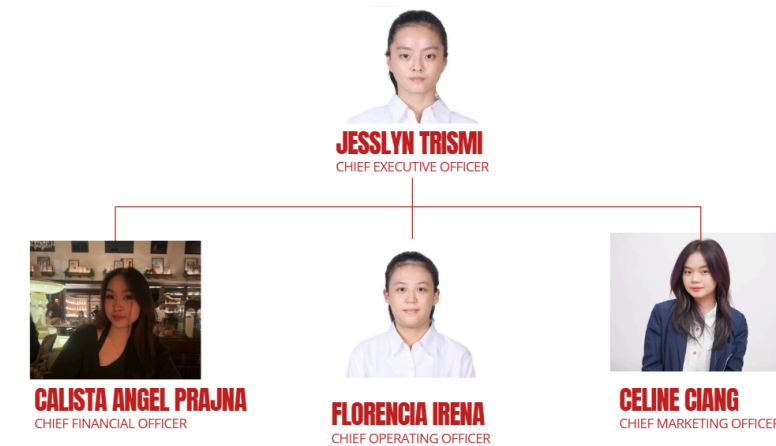 JESSLYN TRISMI
CHIEF EXECUTIVE OFFICER
CALISTA ANGEL PRAJNA
CHIEF FINANCIAL OFFICER
FLORENCIA IRENA
CHIEF OPERATING OFFICER
CELINE CIANG
CHIEF MARKETING OFFICER